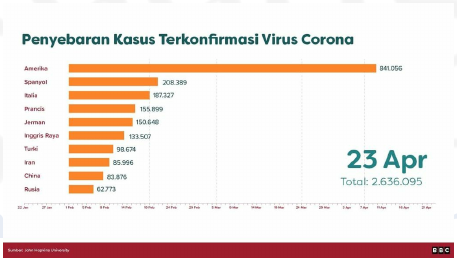 Penyebaran Kasus Terkonfirmasi Virus Corona
Amerika 841.056
Spanyol 208.389
Italia 187.327
Prancis 155.899
Jerman 150.648
Inggris Raya 133.507
Turki 98.674
Iran 85.996
China 83.876
Rusia 62.773
23 Apr
Total: 2.636.095
Sumber: John Hopkins University
BBC